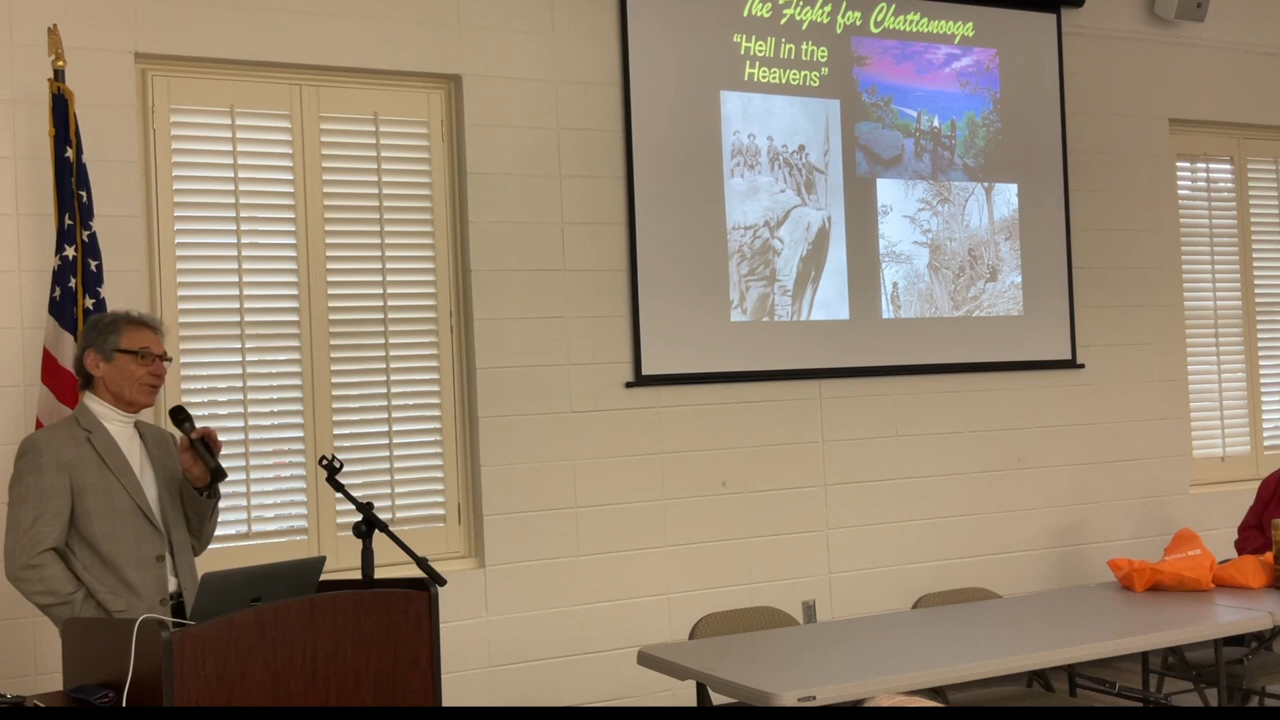 The Fight for Chattanooga
“Hell in the
Heavens”